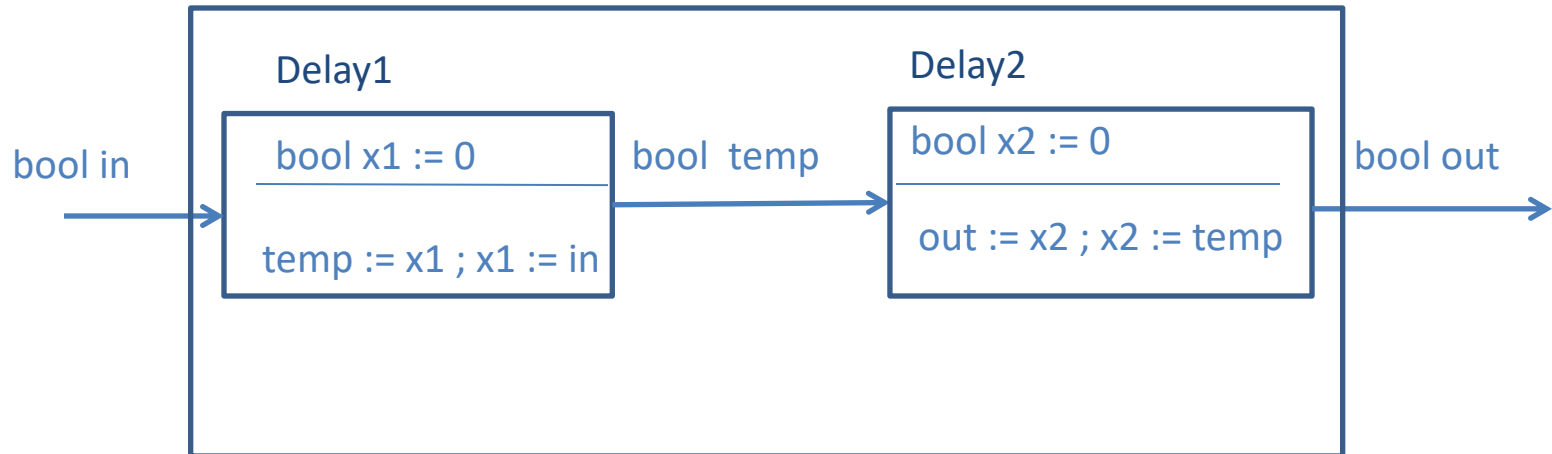 Delay1
Delay2
bool in
bool x1 := 0
temp := x1 ; x1 := in
bool temp
bool x2 := 0
out := x2 ; x2 := temp
bool out